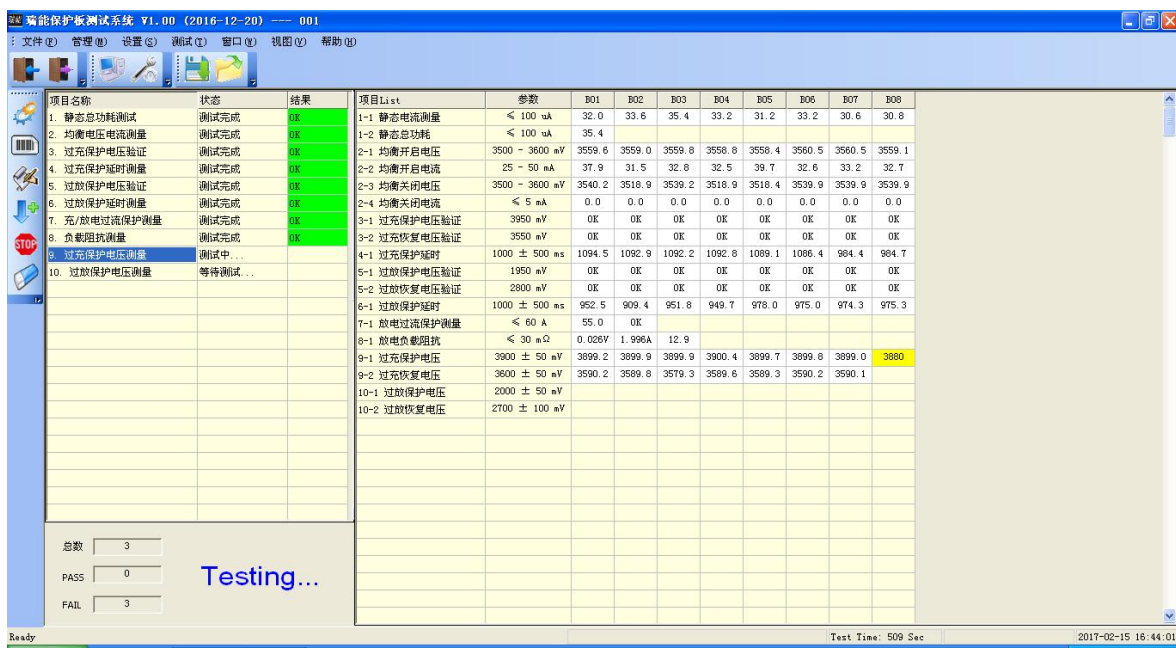 瑞能保护板测试系统 V1.00 (2016-12-20) --- 001
文件(F) 管理(M) 设置(S) 测试(T) 窗口(W) 视图(V) 帮助(H)
STOP
项目名称 状态 结果
1. 静态总功耗测试 测试完成 OK
2. 均衡电压电流测量 测试完成 OK
3. 过充保护电压验证 测试完成 OK
4. 过充保护延时测量 测试完成 OK
5. 过放保护电压验证 测试完成 OK
6. 过放保护延时测量 测试完成 OK
7. 充/放电过流保护测量 测试完成 OK
8. 负载阻抗测量 测试完成 OK
9. 过充保护电压测量 测试中...
10. 过放保护电压测量 等待测试...
项目List 参数 B01 B02 B03 B04 B05 B06 B07 B08
1-1 静态电流测量 ≤ 100 uA 32.0 33.6 35.4 33.2 31.2 33.2 30.6 30.8
1-2 静态总功耗 ≤ 100 uA 35.4
2-1 均衡开启电压 3500 - 3600 mV 3559.6 3559.0 3559.8 3558.8 3558.4 3560.5 3560.5 3559.1
2-2 均衡开启电流 25 - 50 mA 37.9 31.5 32.8 32.5 39.7 32.6 33.2 32.7
2-3 均衡关闭电压 3500 - 3600 mV 3540.2 3518.9 3539.2 3518.9 3518.4 3539.9 3539.9 3539.9
2-4 均衡关闭电流 ≤ 5 mA 0.0 0.0 0.0 0.0 0.0 0.0 0.0 0.0
3-1 过充保护电压验证 3950 mV OK OK OK OK OK OK OK OK
3-2 过充恢复电压验证 3550 mV OK OK OK OK OK OK OK OK
4-1 过充保护延时 1000 ± 500 ms 1094.5 1092.9 1092.2 1092.8 1089.1 1086.4 984.4 984.7
5-1 过放保护电压验证 1950 mV OK OK OK OK OK OK OK OK
5-2 过放恢复电压验证 2800 mV OK OK OK OK OK OK OK OK
6-1 过放保护延时 1000 ± 500 ms 952.5 909.4 951.8 949.7 978.0 975.0 974.3 975.3
7-1 放电过流保护测量 ≤ 60 A 55.0 OK
8-1 放电负载阻抗 ≤ 30 mΩ 0.026V 1.996A 12.9
9-1 过充保护电压 3900 ± 50 mV 3899.2 3899.9 3899.9 3900.4 3899.7 3899.8 3899.0 3880
9-2 过充恢复电压 3600 ± 50 mV 3590.2 3589.8 3579.3 3589.6 3589.3 3590.2 3590.1
10-1 过放保护电压 2000 ± 50 mV
10-2 过放恢复电压 2700 ± 100 mV
总数 3
PASS 0
FAIL 3
Testing...
Ready Test Time: 509 Sec 2017-02-15 16:44:01